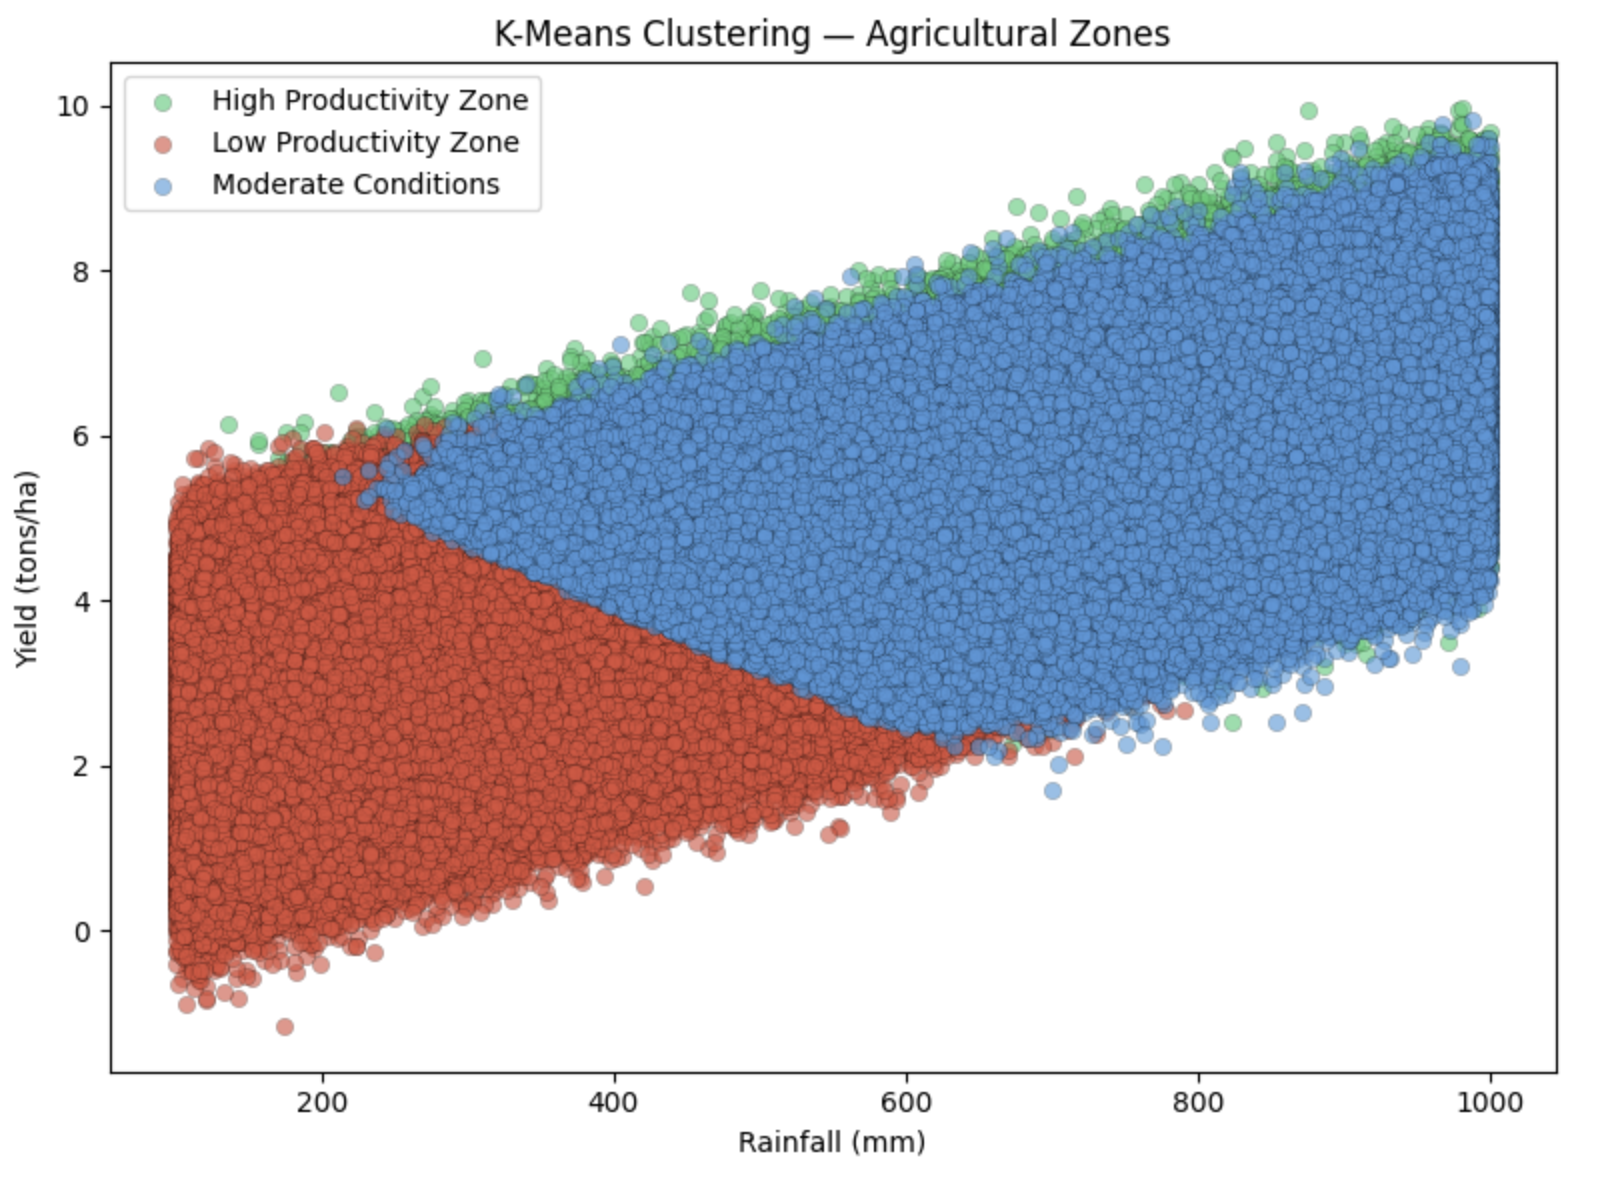 K-Means Clustering — Agricultural Zones
High Productivity Zone
Low Productivity Zone
Moderate Conditions
10
8
6
4
2
0
Yield (tons/ha)
200 400 600 800 1000
Rainfall (mm)